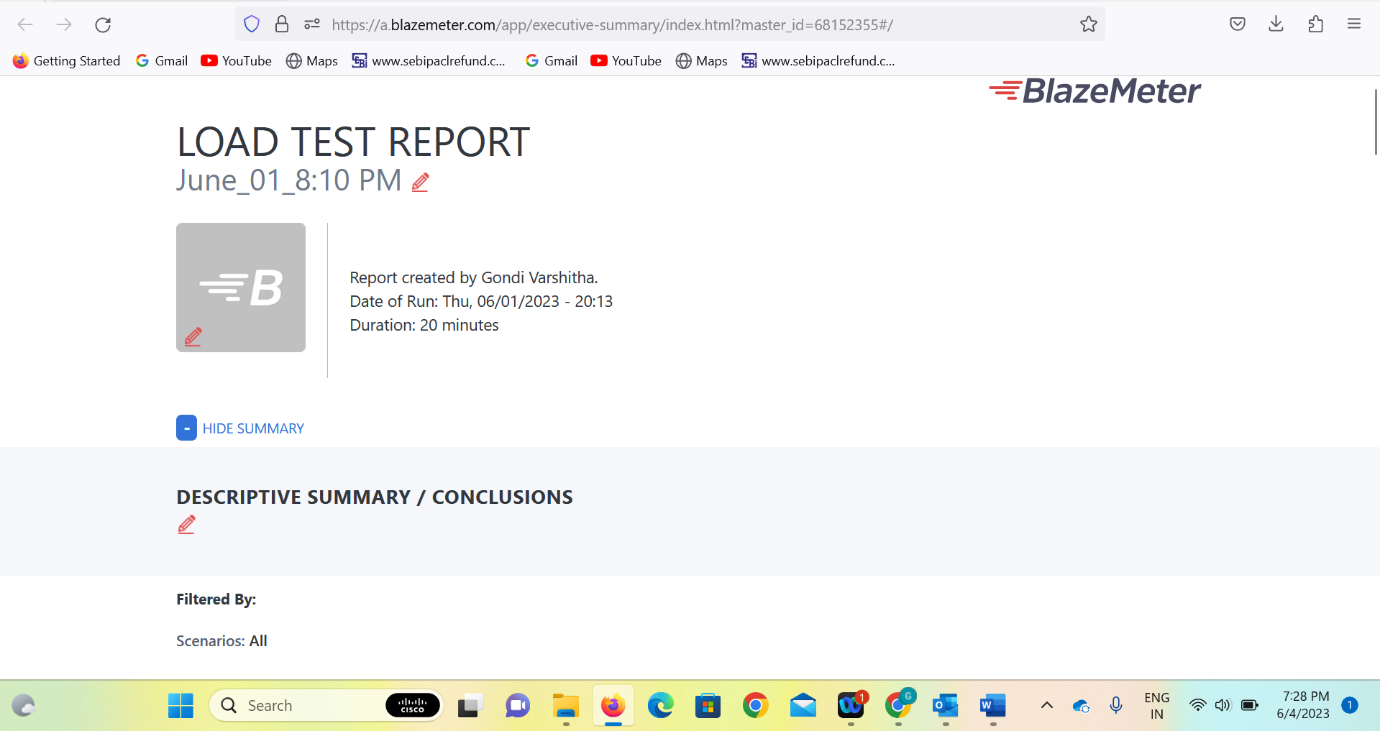 https://a.blazemeter.com/app/executive-summary/index.html?master_id=68152355#/
Getting Started Gmail YouTube Maps www.sebipaclrefund.c... Gmail YouTube Maps www.sebipaclrefund.c...
BlazeMeter
LOAD TEST REPORT
June_01_8:10 PM
B
Report created by Gondi Varshitha.
Date of Run: Thu, 06/01/2023 - 20:13
Duration: 20 minutes
- HIDE SUMMARY
DESCRIPTIVE SUMMARY / CONCLUSIONS
Filtered By:
Scenarios: All
Search
CISCO
1
G
ENG
IN
7:28 PM
6/4/2023
1